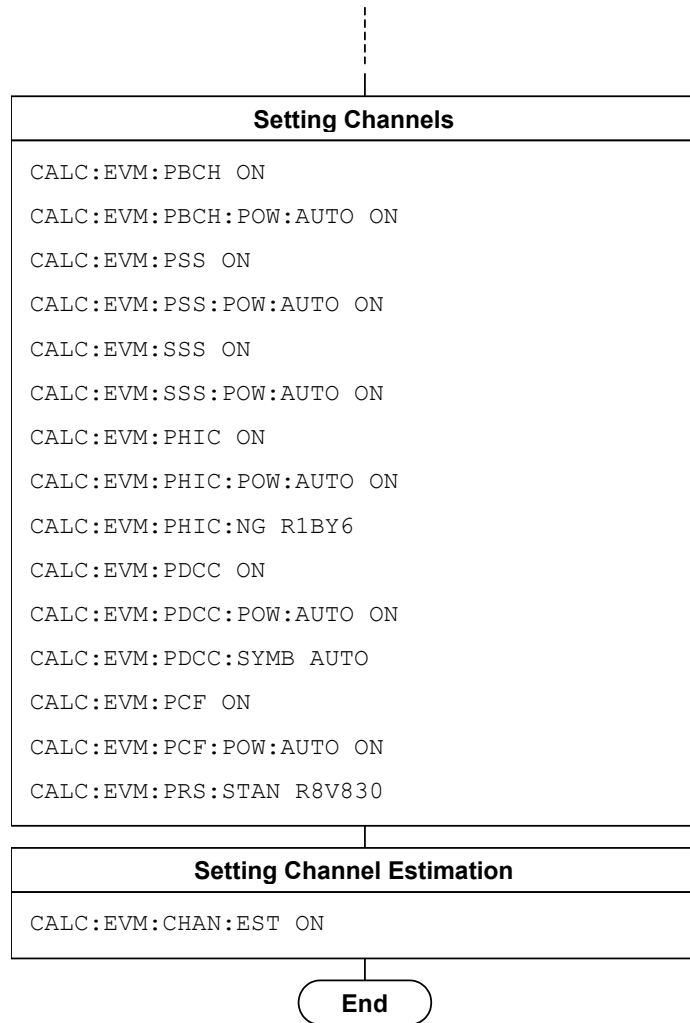 Setting Channels
CALC:EVM:PBCH ON
CALC:EVM:PBCH:POW:AUTO ON
CALC:EVM:PSS ON
CALC:EVM:PSS:POW:AUTO ON
CALC:EVM:SSS ON
CALC:EVM:SSS:POW:AUTO ON
CALC:EVM:PHIC ON
CALC:EVM:PHIC:POW:AUTO ON
CALC:EVM:PHIC:NG R1BY6
CALC:EVM:PDCC ON
CALC:EVM:PDCC:POW:AUTO ON
CALC:EVM:PDCC:SYMB AUTO
CALC:EVM:PCF ON
CALC:EVM:PCF:POW:AUTO ON
CALC:EVM:PRS:STAN R8V830
Setting Channel Estimation
CALC:EVM:CHAN:EST ON
End